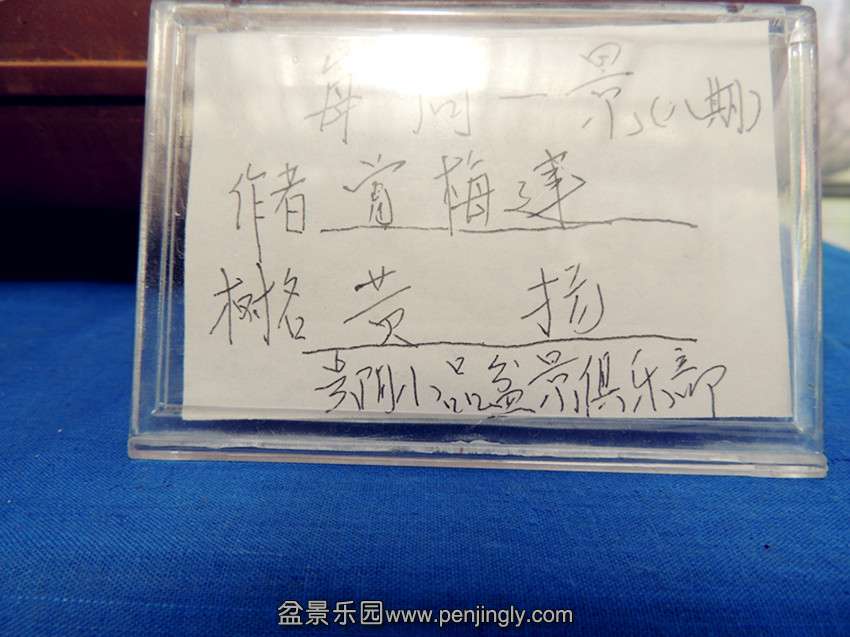 每 周 一 景(八期)
作者 梅
树名 黄 扬
贵阳小品盆景俱乐部
盆景乐园www.penjingly.com